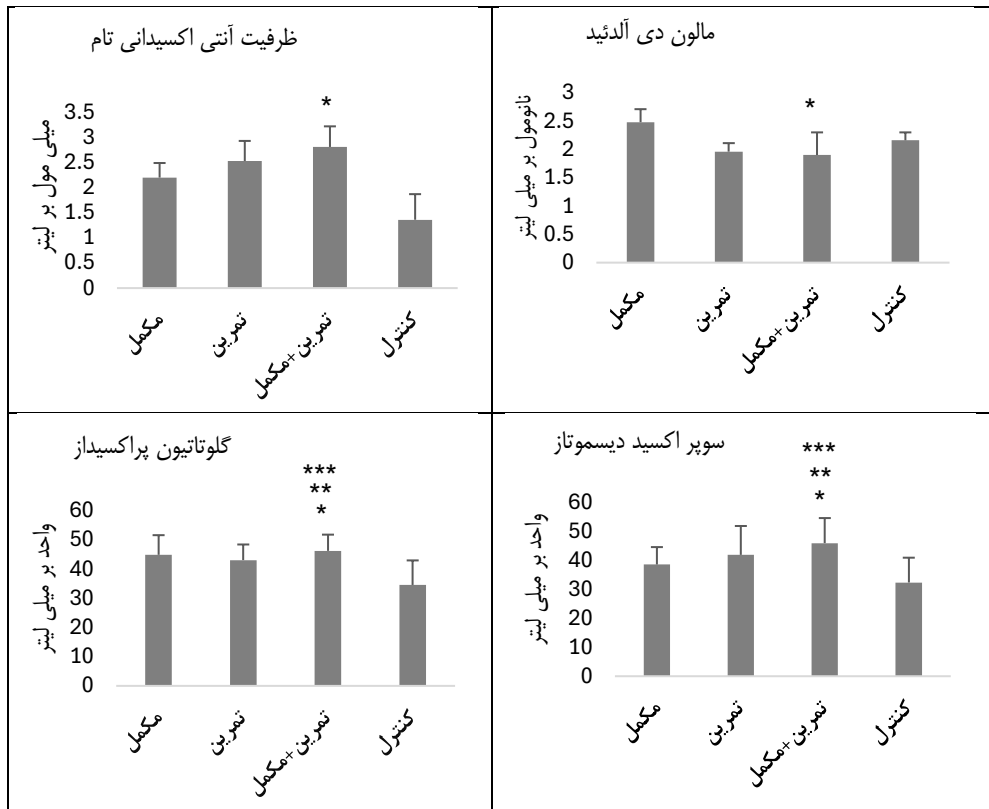 ظرفیت آنتی اکسیدانی تام
*
میلی مول بر لیتر
3.5
3
2.5
2
1.5
1
0.5
0
مکمل
تمرین
تمرین+مکمل
کنترل
مالون دی آلدئید
*
نانومول بر میلی لیتر
3
2.5
2
1.5
1
0.5
0
مکمل
تمرین
تمرین+مکمل
کنترل
گلوتاتیون پراکسیداز
***
**
*
واحد بر میلی لیتر
60
50
40
30
20
10
0
مکمل
تمرین
تمرین+مکمل
کنترل
سوپر اکسید دیسموتاز
***
**
*
واحد بر میلی لیتر
60
50
40
30
20
10
0
مکمل
تمرین
تمرین+مکمل
کنترل